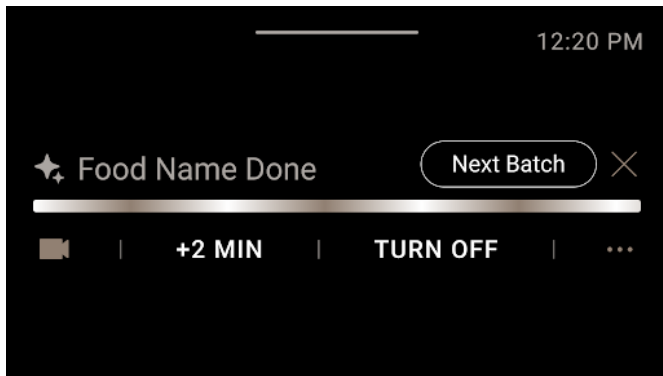 12:20 PM
Food Name Done
Next Batch
+2 MIN
TURN OFF